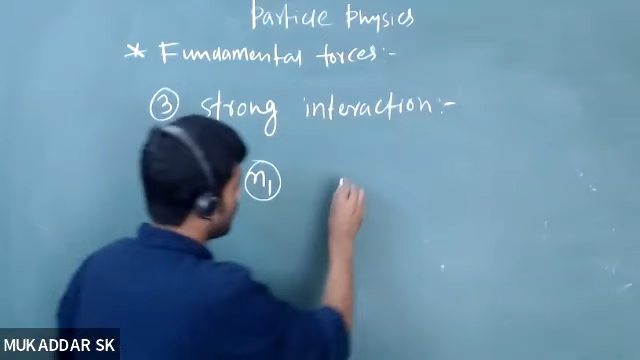 Particle physics
* Fundamental forces:-
③ strong interaction:-
n₁
MUKADDAR SK